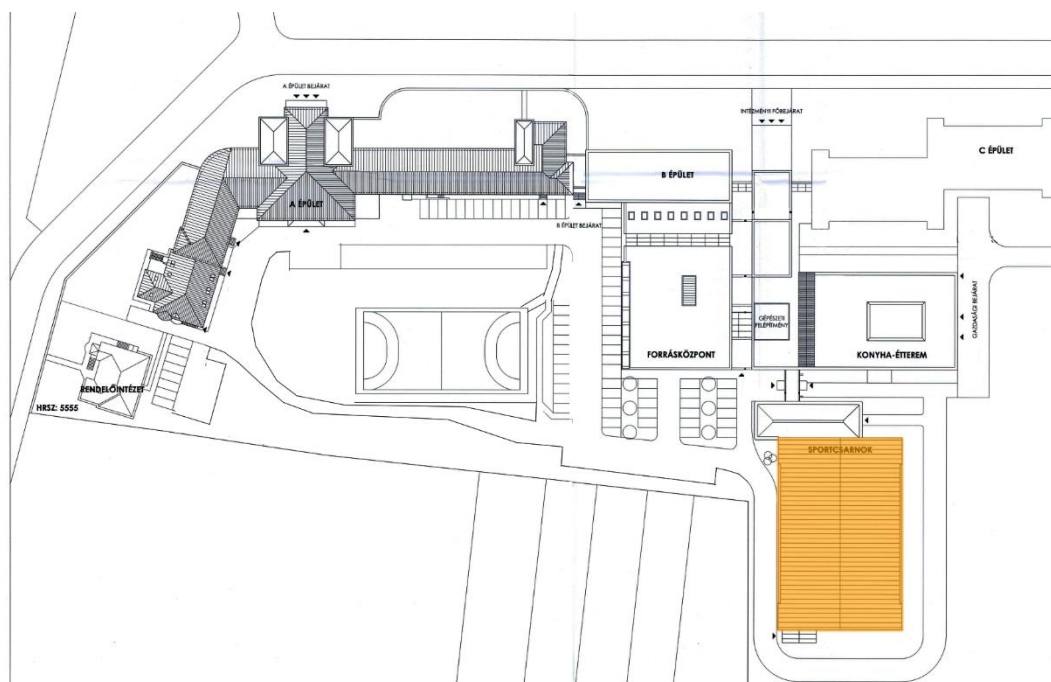 A ÉPÜLET BEJÁRAT
INTÉZMÉNYI FŐBEJÁRAT
C ÉPÜLET
B ÉPÜLET
A ÉPÜLET
B ÉPÜLET BEJÁRAT
GÉPÉSZETI
FELÉPÍTMÉNY
GAZDASÁGI BEJÁRAT
FORRÁSKÖZPONT
KONYHA-ÉTTEREM
RENDELŐINTÉZET
HRSZ: 5555
SPORTCSARNOK